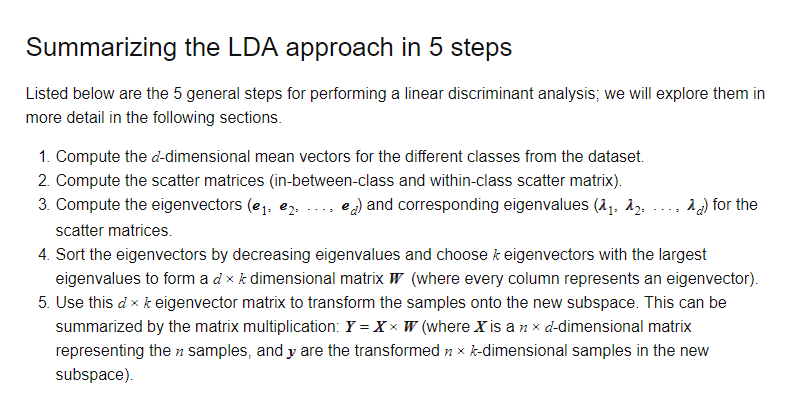 Summarizing the LDA approach in 5 steps
Listed below are the 5 general steps for performing a linear discriminant analysis; we will explore them in
more detail in the following sections.
1. Compute the d-dimensional mean vectors for the different classes from the dataset.
2. Compute the scatter matrices (in-between-class and within-class scatter matrix).
3. Compute the eigenvectors (e₁, e₂, ..., e_d) and corresponding eigenvalues (λ₁, λ₂, ..., λ_d) for the
scatter matrices.
4. Sort the eigenvectors by decreasing eigenvalues and choose k eigenvectors with the largest
eigenvalues to form a d × k dimensional matrix W (where every column represents an eigenvector).
5. Use this d × k eigenvector matrix to transform the samples onto the new subspace. This can be
summarized by the matrix multiplication: Y = X × W (where X is a n × d-dimensional matrix
representing the n samples, and y are the transformed n × k-dimensional samples in the new
subspace).